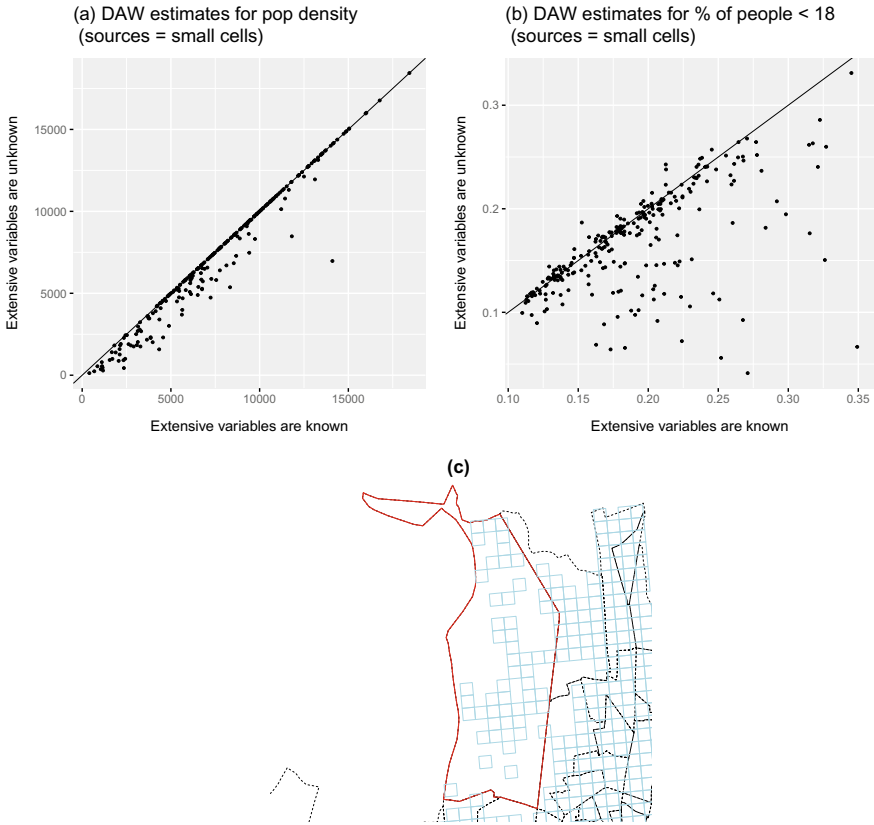 (a) DAW estimates for pop density
(sources = small cells)
Extensive variables are unknown
15000
10000
5000
0
0 5000 10000 15000
Extensive variables are known
(b) DAW estimates for % of people < 18
(sources = small cells)
Extensive variables are unknown
0.3
0.2
0.1
0.10 0.15 0.20 0.25 0.30 0.35
Extensive variables are known
(c)